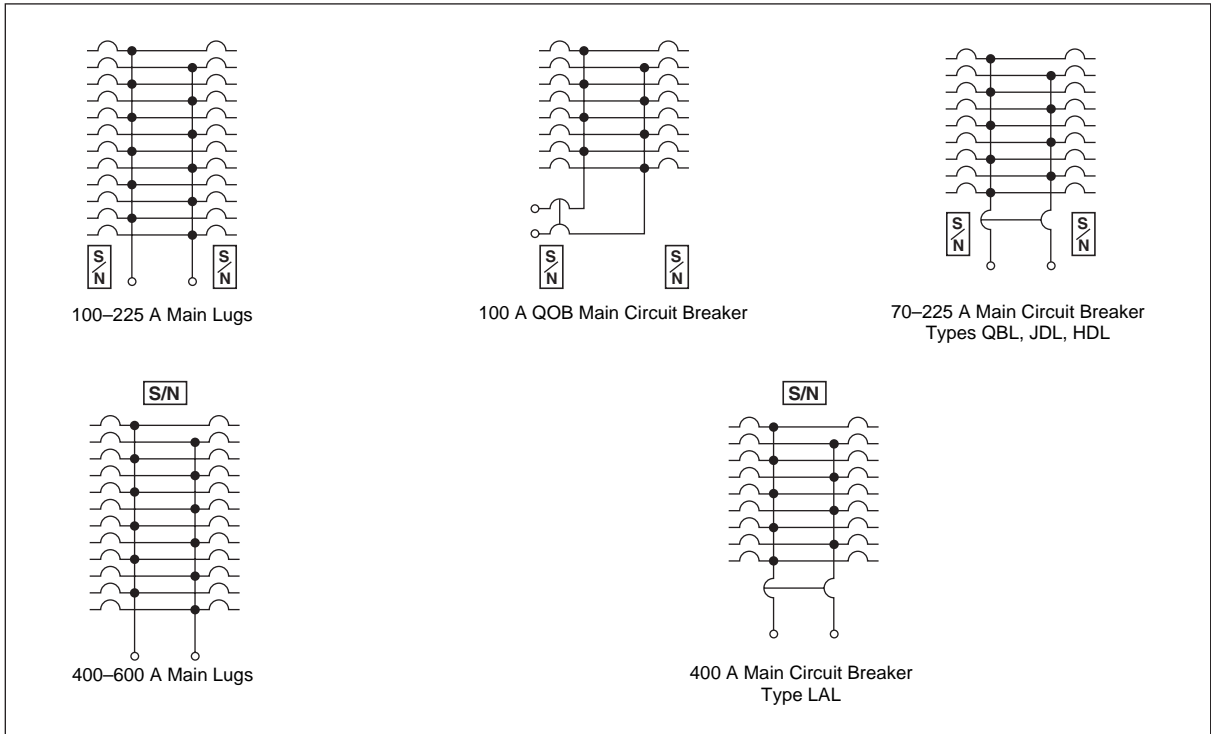 S/N S/N
100–225 A Main Lugs
S/N S/N
100 A QOB Main Circuit Breaker
S/N S/N
70–225 A Main Circuit Breaker
Types QBL, JDL, HDL
S/N
400–600 A Main Lugs
S/N
400 A Main Circuit Breaker
Type LAL